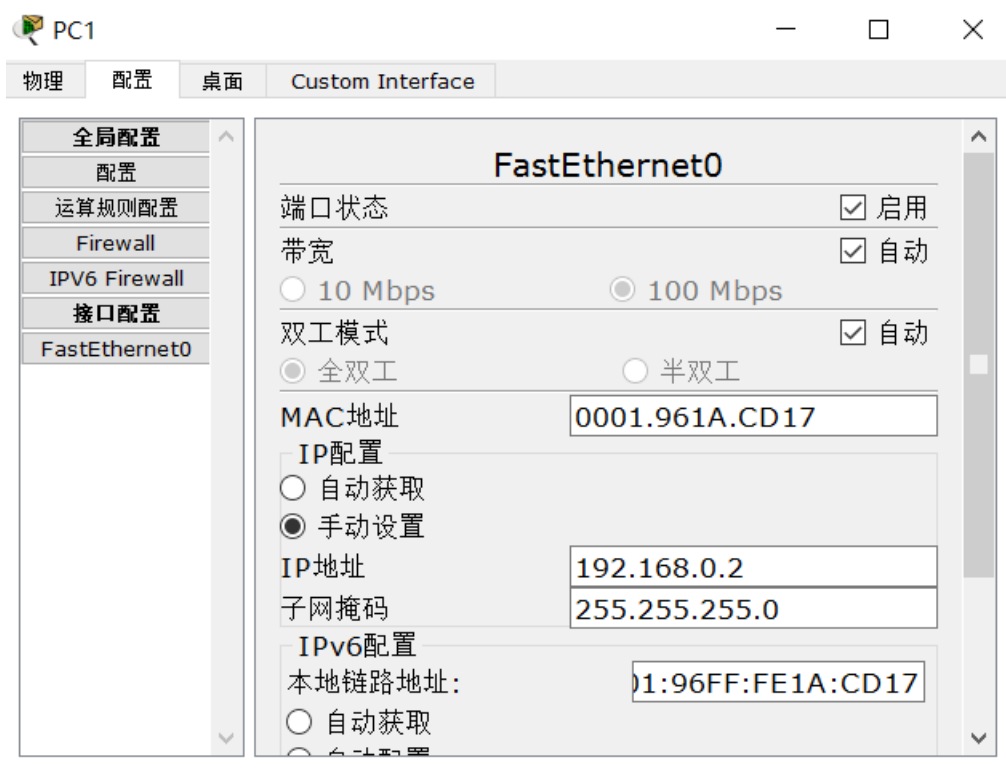 PC1
物理 配置 桌面 Custom Interface
全局配置
配置
运算规则配置
Firewall
IPV6 Firewall
接口配置
FastEthernet0
FastEthernet0
端口状态 启用
带宽 自动
10 Mbps 100 Mbps
双工模式 自动
全双工 半双工
MAC地址 0001.961A.CD17
IP配置
自动获取
手动设置
IP地址 192.168.0.2
子网掩码 255.255.255.0
IPv6配置
本地链路地址: 01:96FF:FE1A:CD17
自动获取
自动配置